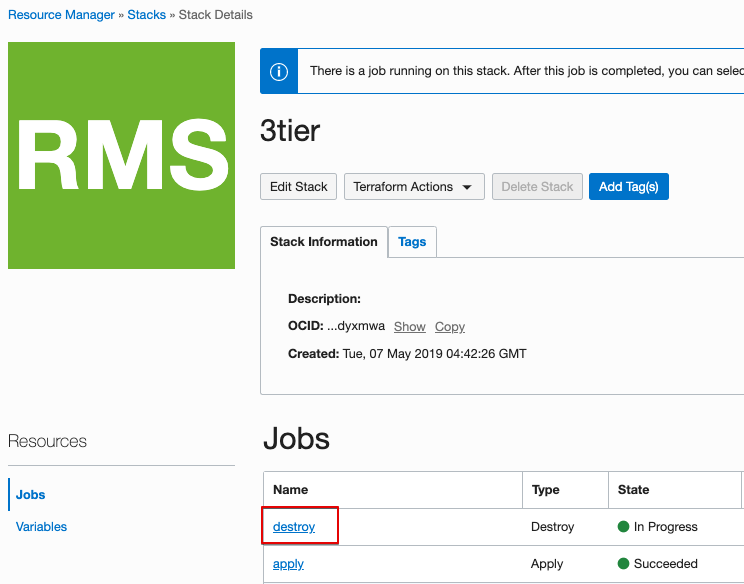 Resource Manager » Stacks » Stack Details
RMS
There is a job running on this stack. After this job is completed, you can selec
3tier
Edit Stack Terraform Actions Delete Stack Add Tag(s)
Stack Information Tags
Description:
OCID: ...dyxmwa Show Copy
Created: Tue, 07 May 2019 04:42:26 GMT
Resources
Jobs
Variables
Jobs
Name Type State
destroy Destroy In Progress
apply Apply Succeeded